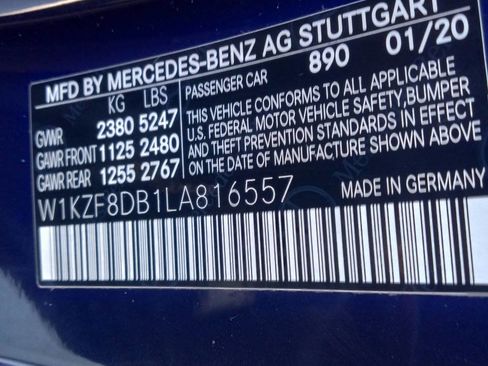 MFD BY MERCEDES-BENZ AG STUTTGART
KG LBS
GVWR 2380 5247
GAWR FRONT 1125 2480
GAWR REAR 1255 2767
PASSENGER CAR 890 01/20
THIS VEHICLE CONFORMS TO ALL APPLICABLE
U.S. FEDERAL MOTOR VEHICLE SAFETY, BUMPER
AND THEFT PREVENTION STANDARDS IN EFFECT
ON THE DATE OF MANUFACTURE SHOWN ABOVE
W1KZF8DB1LA816557
MADE IN GERMANY